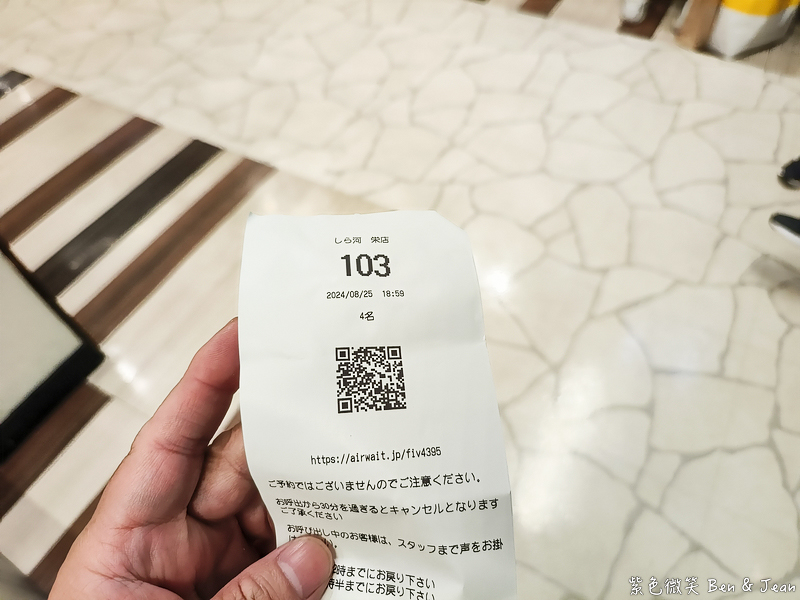 しら河 栄店
103
2024/08/25 18:59
4名
https://airwait.jp/fiv4395
ご予約ではございませんのでご注意ください。
お呼出から30分を過ぎるとキャンセルとなります
ご了承ください
お呼び出し中のお客様は、スタッフまで声をお掛
い。
時までにお戻り下さい
時半までにお戻り下さい
紫色微笑 Ben & Jean